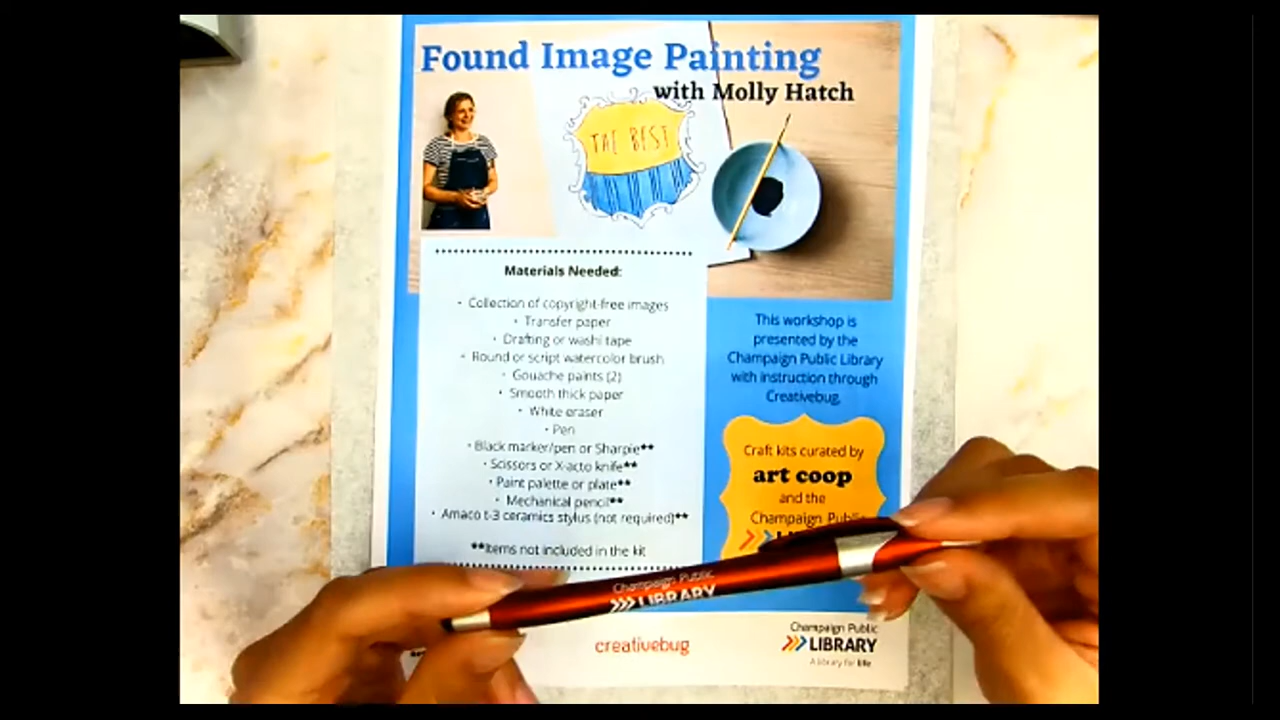 Found Image Painting
with Molly Hatch
THE BEST
Materials Needed:
• Collection of copyright-free images
• Transfer paper
• Drafting or washi tape
• Round or script watercolor brush
• Gouache paints (2)
• Smooth thick paper
• White eraser
• Pen
• Black marker/pen or Sharpie**
• Scissors or X-acto knife**
• Paint palette or plate**
• Mechanical pencil**
• Amaco t-3 ceramics stylus (not required)**
**Items not included in the kit
This workshop is
presented by the
Champaign Public Library
with instruction through
Creativebug.
Craft kits curated by
art coop
and the
Champaign Public
Champaign Public
LIBRARY
creativebug
Champaign Public
LIBRARY
A library for life